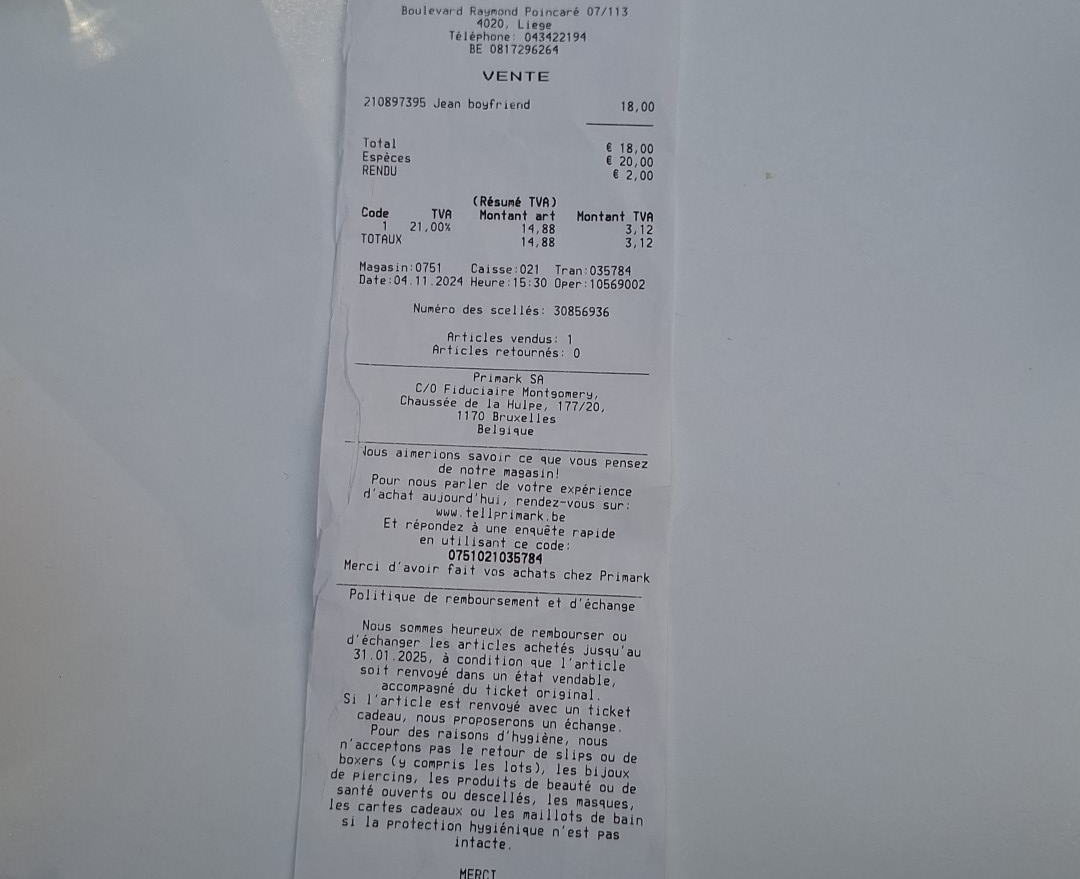 Boulevard Raymond Poincaré 07/113
4020, Liege
Téléphone: 043422194
BE 0817296264
VENTE
210897395 Jean boyfriend 18,00
Total € 18,00
Espèces € 20,00
RENDU € 2,00
(Résumé TVA)
Code TVA Montant art Montant TVA
1 21,00% 14,88 3,12
TOTAUX 14,88 3,12
Magasin:0751 Caisse:021 Tran:035784
Date:04.11.2024 Heure:15:30 Oper:10569002
Numéro des scellés: 30856936
Articles vendus: 1
Articles retournés: 0
Primark SA
C/O Fiduciaire Montgomery,
Chaussée de la Hulpe, 177/20,
1170 Bruxelles
Belgique
Nous aimerions savoir ce que vous pensez
de notre magasin!
Pour nous parler de votre expérience
d'achat aujourd'hui, rendez-vous sur:
www.tellprimark.be
Et répondez à une enquête rapide
en utilisant ce code:
0751021035784
Merci d'avoir fait vos achats chez Primark
Politique de remboursement et d'échange
Nous sommes heureux de rembourser ou
d'échanger les articles achetés jusqu'au
31.01.2025, à condition que l'article
soit renvoyé dans un état vendable,
accompagné du ticket original.
Si l'article est renvoyé avec un ticket
cadeau, nous proposerons un échange.
Pour des raisons d'hygiène, nous
n'acceptons pas le retour de slips ou de
boxers (y compris les lots), les bijoux
de piercing, les produits de beauté ou de
santé ouverts ou descellés, les masques,
les cartes cadeaux ou les maillots de bain
si la protection hygiénique n'est pas
intacte.
MERCI